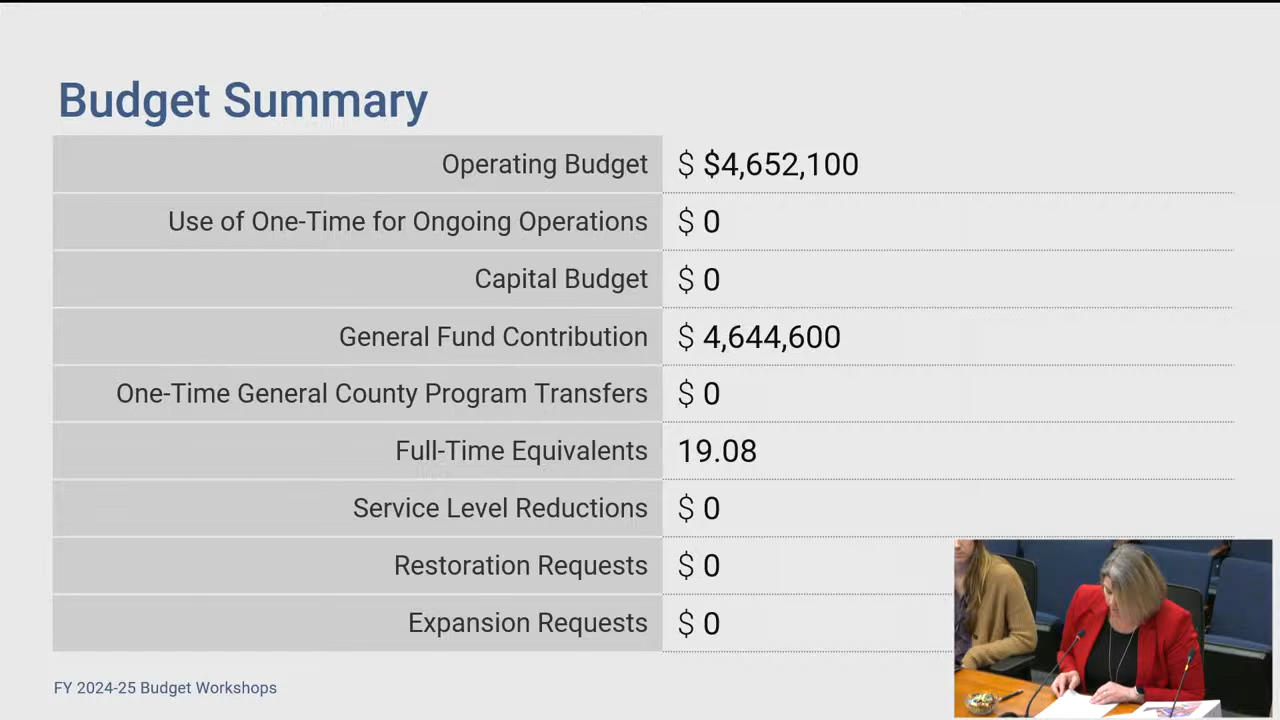 Budget Summary
Operating Budget $ $4,652,100
Use of One-Time for Ongoing Operations $ 0
Capital Budget $ 0
General Fund Contribution $ 4,644,600
One-Time General County Program Transfers $ 0
Full-Time Equivalents 19.08
Service Level Reductions $ 0
Restoration Requests $ 0
Expansion Requests $ 0
FY 2024-25 Budget Workshops